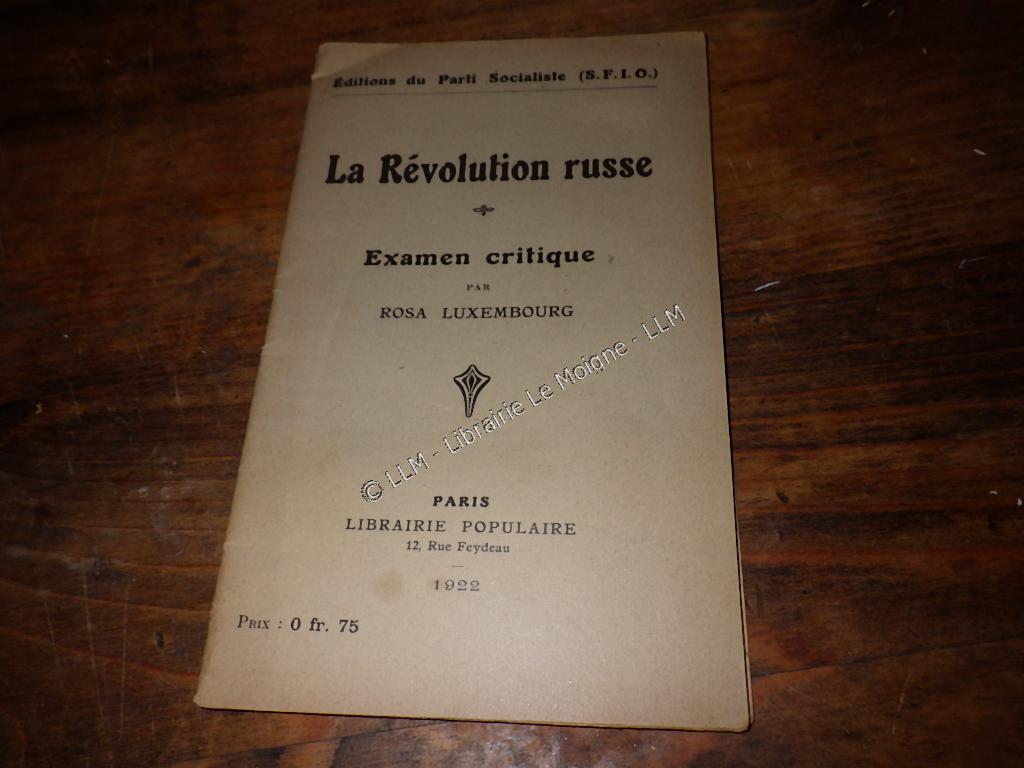 Éditions du Parti Socialiste (S.F.I.O.)
La Révolution russe
Examen critique
PAR
ROSA LUXEMBOURG
© LLM - Librairie Le Moigne - LLM
PARIS
LIBRAIRIE POPULAIRE
12, Rue Feydeau
1922
PRIX : 0 fr. 75